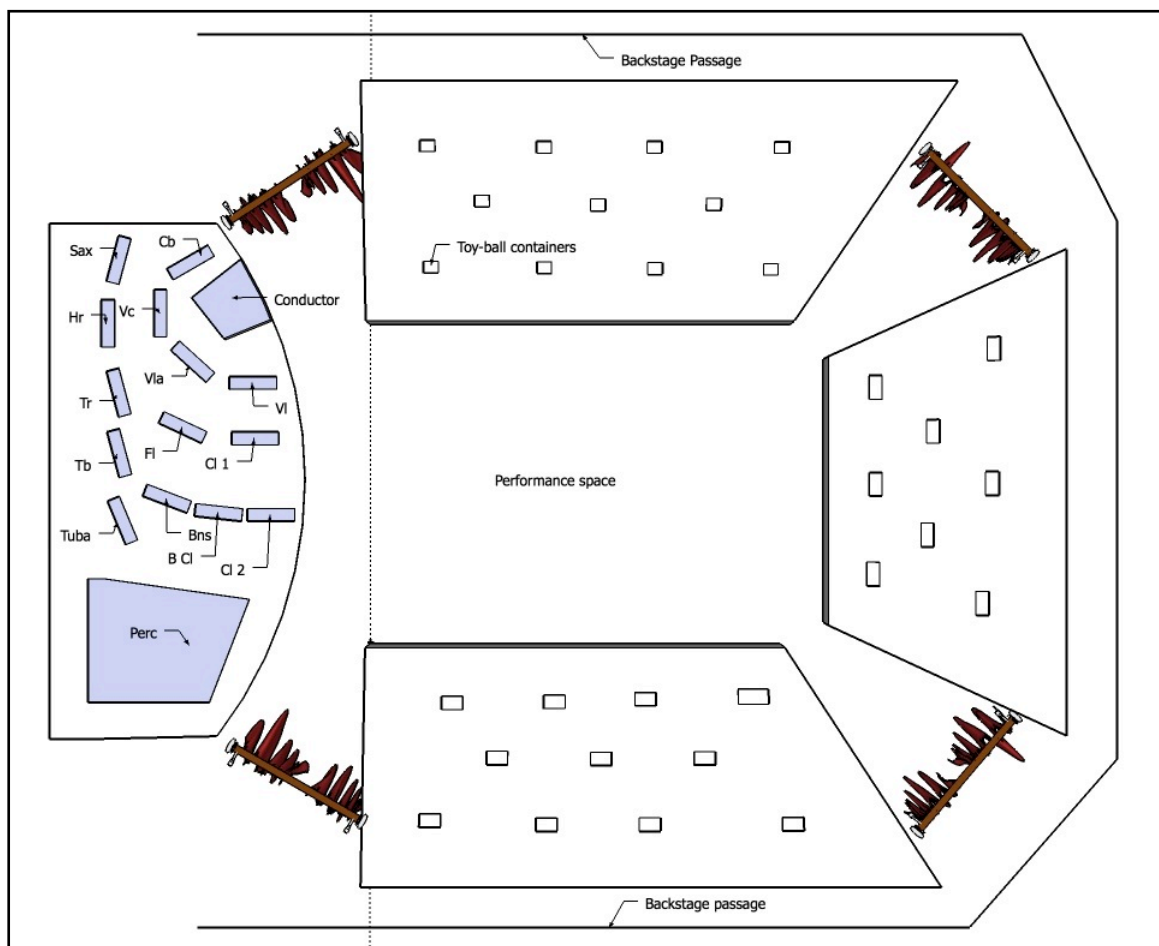 Backstage Passage
Toy-ball containers
Sax
Cb
Conductor
Hr
Vc
Vla
Vl
Tr
Fl
Cl 1
Tb
Performance space
Tuba
Bns
B Cl
Cl 2
Perc
Backstage passage